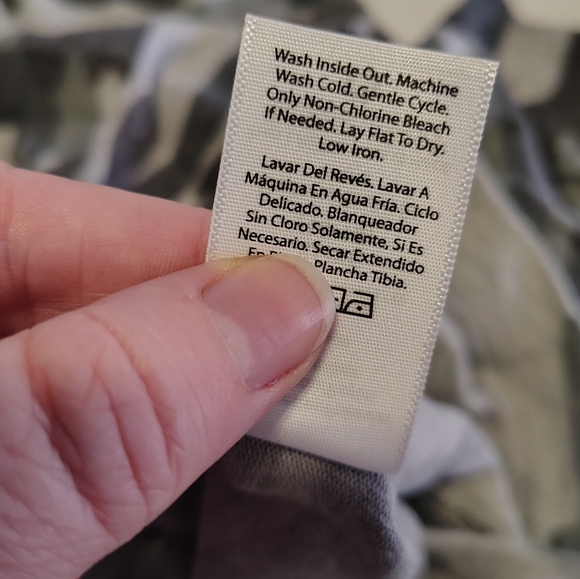 Wash Inside Out. Machine
Wash Cold. Gentle Cycle.
Only Non-Chlorine Bleach
If Needed. Lay Flat To Dry.
Low Iron.
Lavar Del Revés. Lavar A
Máquina En Agua Fría. Ciclo
Delicado. Blanqueador
Sin Cloro Solamente, Si Es
Necesario. Secar Extendido
En Plancha Tibia.